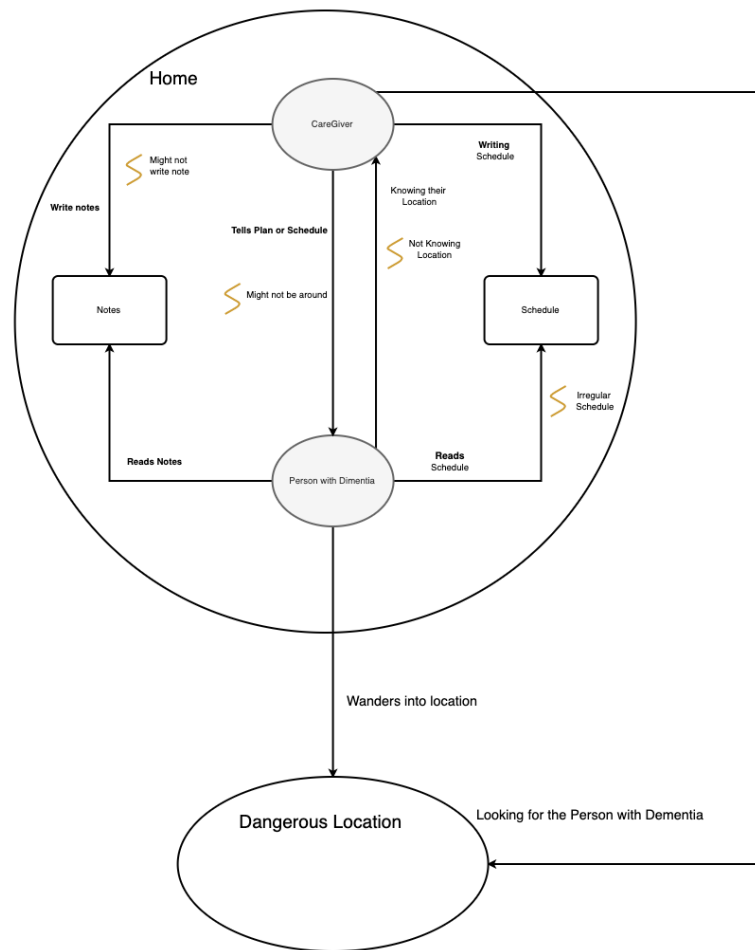 Home
CareGiver
Might not
write note
Writing
Schedule
Write notes
Knowing their
Location
Tells Plan or Schedule
Not Knowing
Location
Might not be around
Notes
Schedule
Irregular
Schedule
Reads Notes
Reads
Schedule
Person with Dimentia
Wanders into location
Dangerous Location
Looking for the Person with Dementia